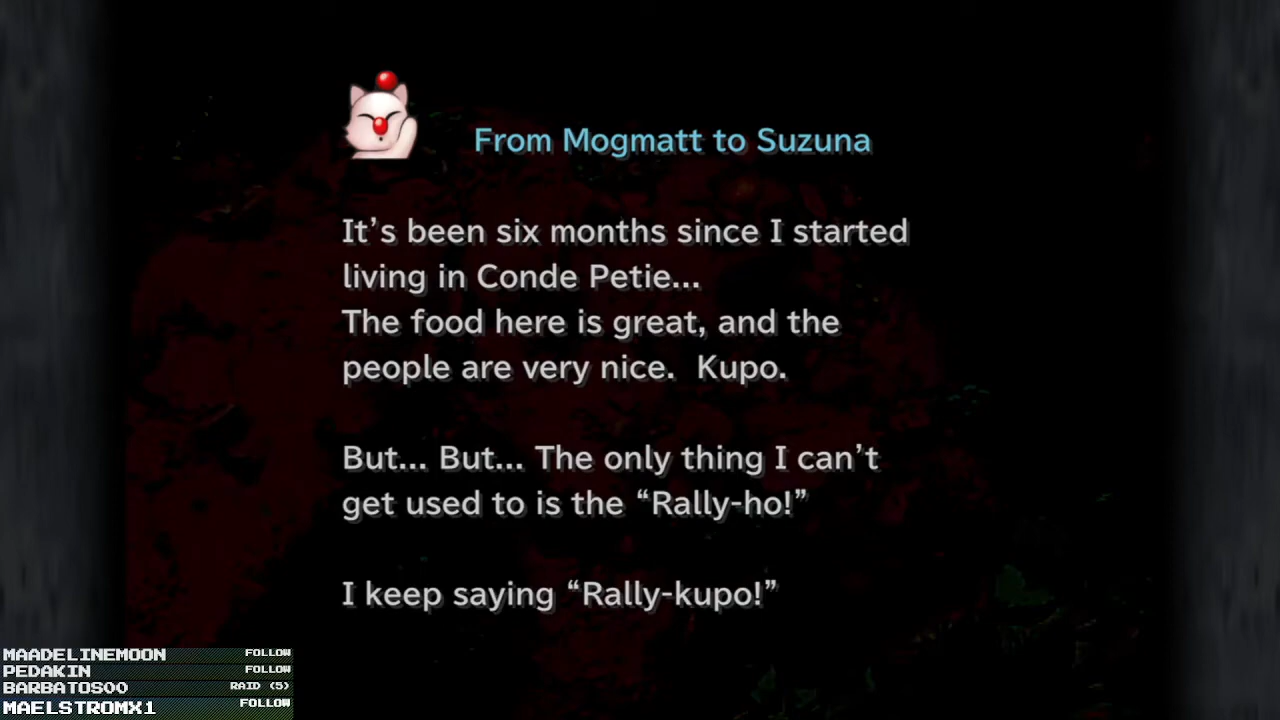 From Mogmatt to Suzuna
It’s been six months since I started
living in Conde Petie...
The food here is great, and the
people are very nice.  Kupo.
But... But... The only thing I can’t
get used to is the “Rally-ho!”
I keep saying “Rally-kupo!”
MAADELINEMOON FOLLOW
PEDAKIN FOLLOW
BARBATOSOO RAID (5)
MAELSTROMX1 FOLLOW